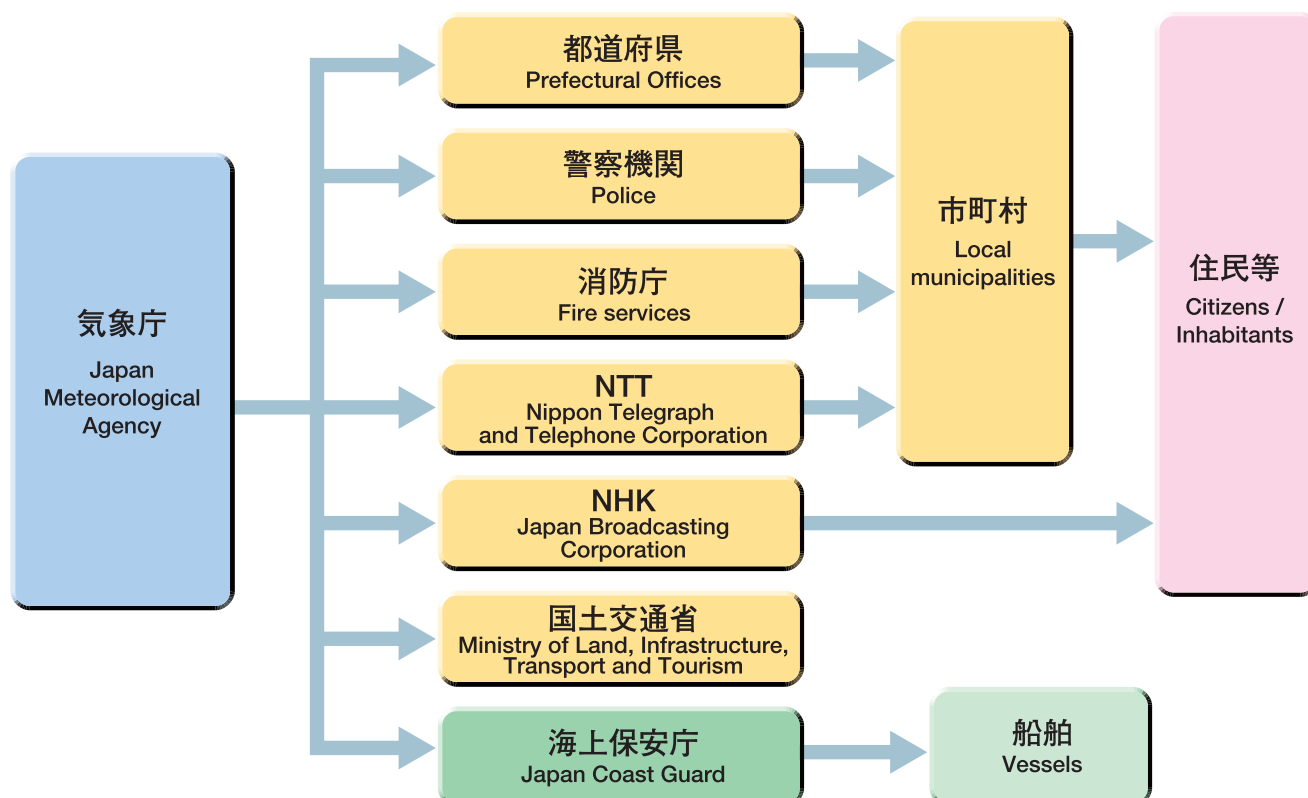 気象庁
Japan
Meteorological
Agency
都道府県
Prefectural Offices
警察機関
Police
消防庁
Fire services
NTT
Nippon Telegraph
and Telephone Corporation
NHK
Japan Broadcasting
Corporation
国土交通省
Ministry of Land, Infrastructure,
Transport and Tourism
海上保安庁
Japan Coast Guard
市町村
Local
municipalities
住民等
Citizens /
Inhabitants
船舶
Vessels